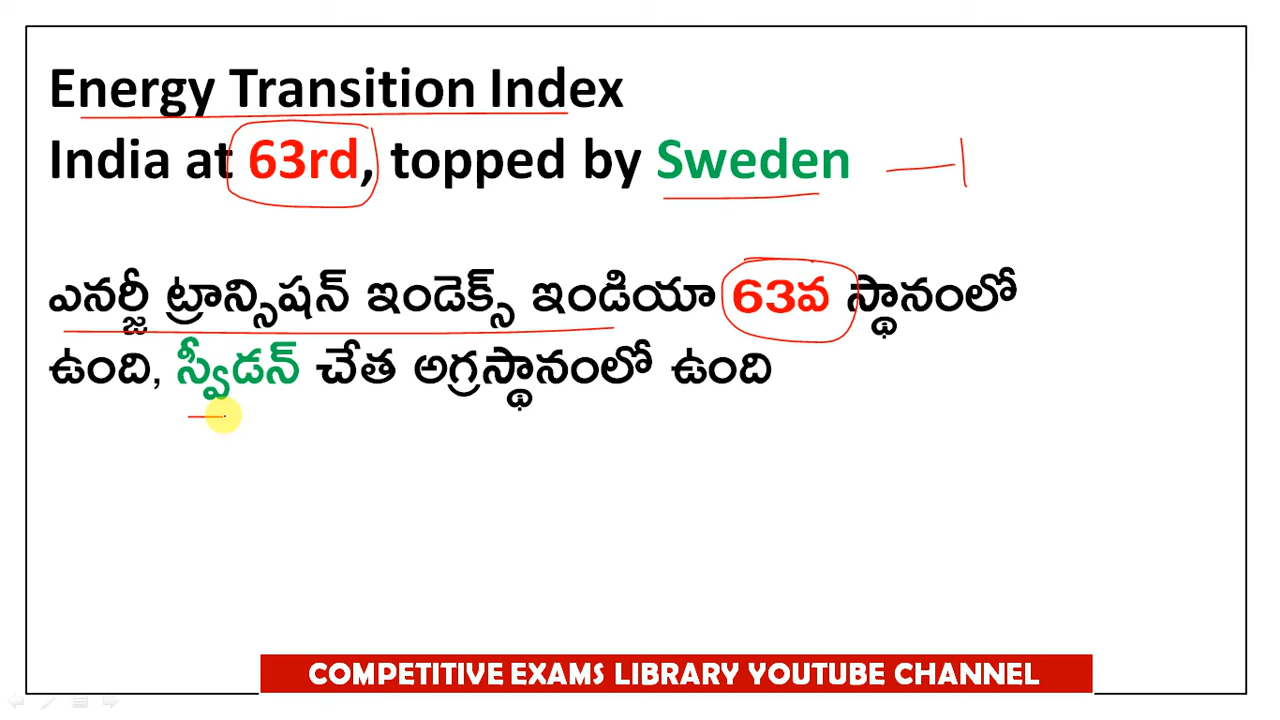 Energy Transition Index
India at 63rd, topped by Sweden – 1
ఎనర్జీ ట్రాన్సిషన్ ఇండెక్స్ ఇండియా 63వ స్థానంలో
ఉంది, స్వీడన్ చేత అగ్రస్థానంలో ఉంది
COMPETITIVE EXAMS LIBRARY YOUTUBE CHANNEL